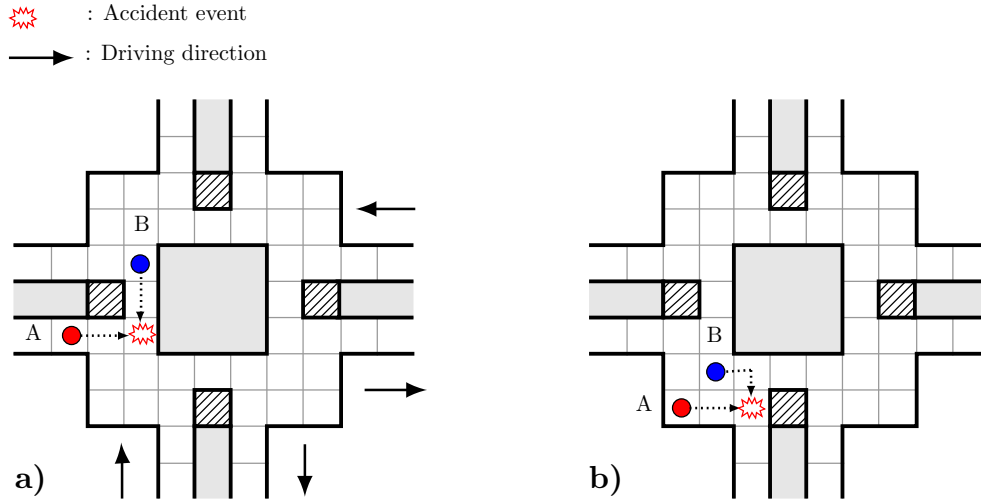 : Accident event
: Driving direction
B
A
a)
B
A
b)